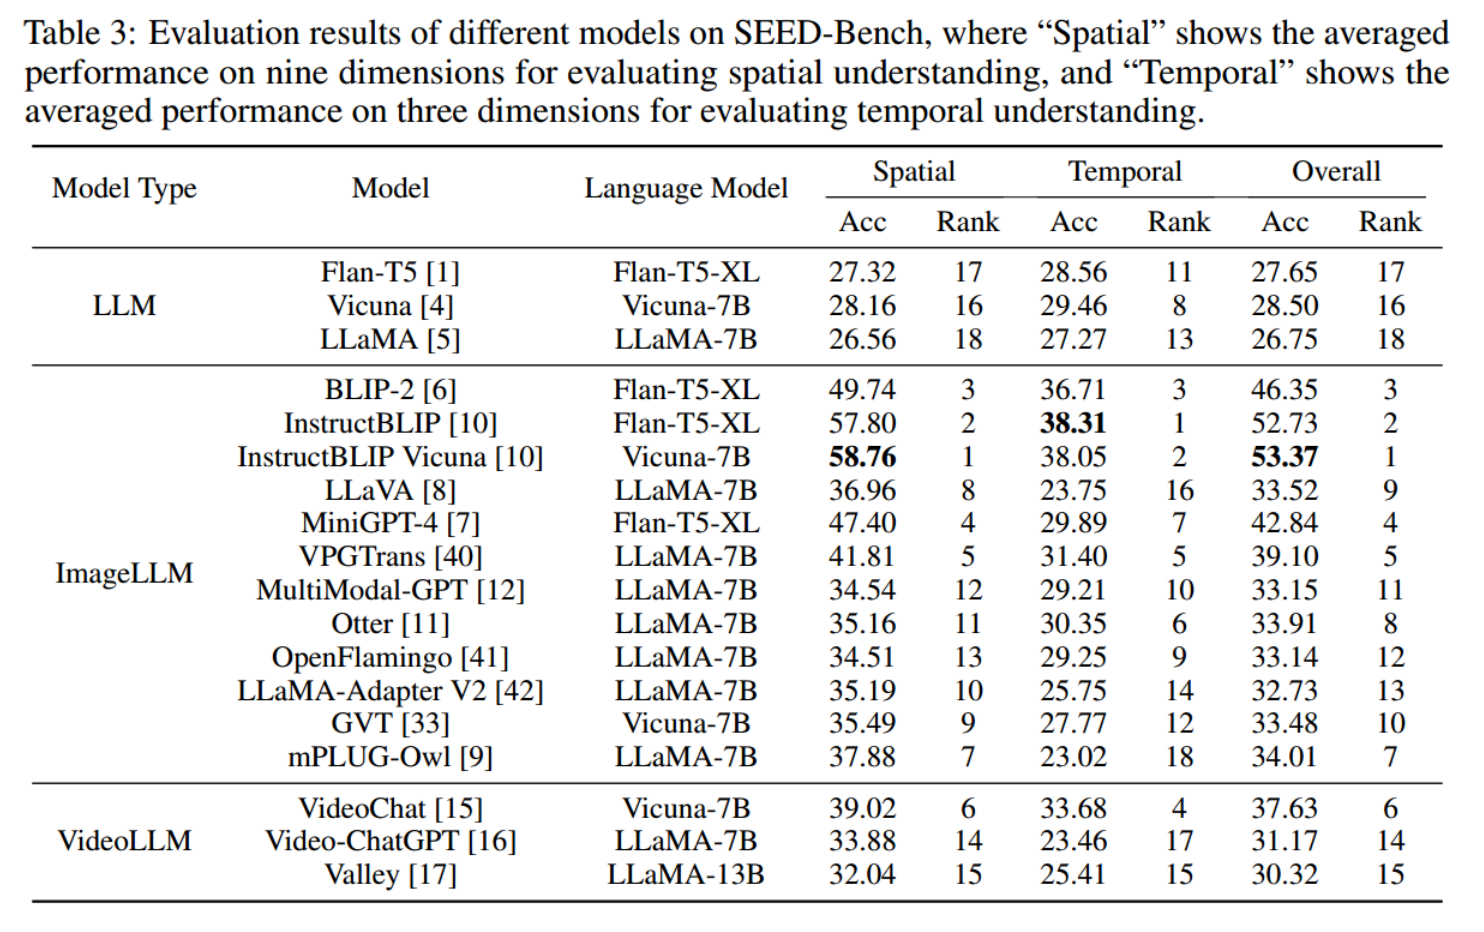 Table 3: Evaluation results of different models on SEED-Bench, where “Spatial” shows the averaged
performance on nine dimensions for evaluating spatial understanding, and “Temporal” shows the
averaged performance on three dimensions for evaluating temporal understanding.
Model Type Model Language Model Spatial Temporal Overall
Acc Rank Acc Rank Acc Rank
LLM
Flan-T5 [1] Flan-T5-XL 27.32 17 28.56 11 27.65 17
Vicuna [4] Vicuna-7B 28.16 16 29.46 8 28.50 16
LLaMA [5] LLaMA-7B 26.56 18 27.27 13 26.75 18
ImageLLM
BLIP-2 [6] Flan-T5-XL 49.74 3 36.71 3 46.35 3
InstructBLIP [10] Flan-T5-XL 57.80 2 38.31 1 52.73 2
InstructBLIP Vicuna [10] Vicuna-7B 58.76 1 38.05 2 53.37 1
LLaVA [8] LLaMA-7B 36.96 8 23.75 16 33.52 9
MiniGPT-4 [7] Flan-T5-XL 47.40 4 29.89 7 42.84 4
VPGTrans [40] LLaMA-7B 41.81 5 31.40 5 39.10 5
MultiModal-GPT [12] LLaMA-7B 34.54 12 29.21 10 33.15 11
Otter [11] LLaMA-7B 35.16 11 30.35 6 33.91 8
OpenFlamingo [41] LLaMA-7B 34.51 13 29.25 9 33.14 12
LLaMA-Adapter V2 [42] LLaMA-7B 35.19 10 25.75 14 32.73 13
GVT [33] Vicuna-7B 35.49 9 27.77 12 33.48 10
mPLUG-Owl [9] LLaMA-7B 37.88 7 23.02 18 34.01 7
VideoLLM
VideoChat [15] Vicuna-7B 39.02 6 33.68 4 37.63 6
Video-ChatGPT [16] LLaMA-7B 33.88 14 23.46 17 31.17 14
Valley [17] LLaMA-13B 32.04 15 25.41 15 30.32 15